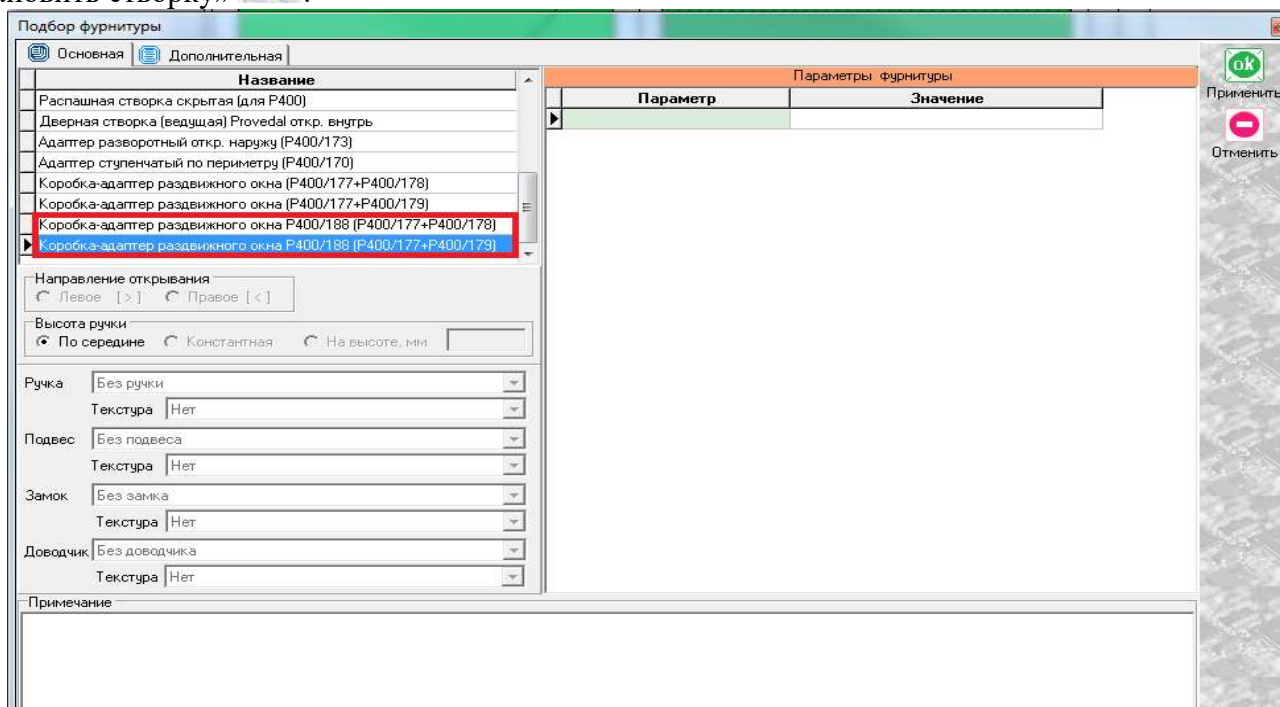 новить створку» .
Подбор фурнитуры
Основная Дополнительная
Название
Распашная створка скрытая (для P400)
Дверная створка (ведущая) Provedal откр. внутрь
Адаптер разворотный откр. наружу (P400/173)
Адаптер ступенчатый по периметру (P400/170)
Коробка-адаптер раздвижного окна (P400/177+P400/178)
Коробка-адаптер раздвижного окна (P400/177+P400/179)
Коробка-адаптер раздвижного окна P400/188 (P400/177+P400/178)
Коробка-адаптер раздвижного окна P400/188 (P400/177+P400/179)
Параметры фурнитуры
Параметр Значение
ok
Применить
Отменить
Направление открывания
Левое [>] Правое [<]
Высота ручки
По середине Константная На высоте, мм
Ручка Без ручки
Текстура Нет
Подвес Без подвеса
Текстура Нет
Замок Без замка
Текстура Нет
Доводчик Без доводчика
Текстура Нет
Примечание